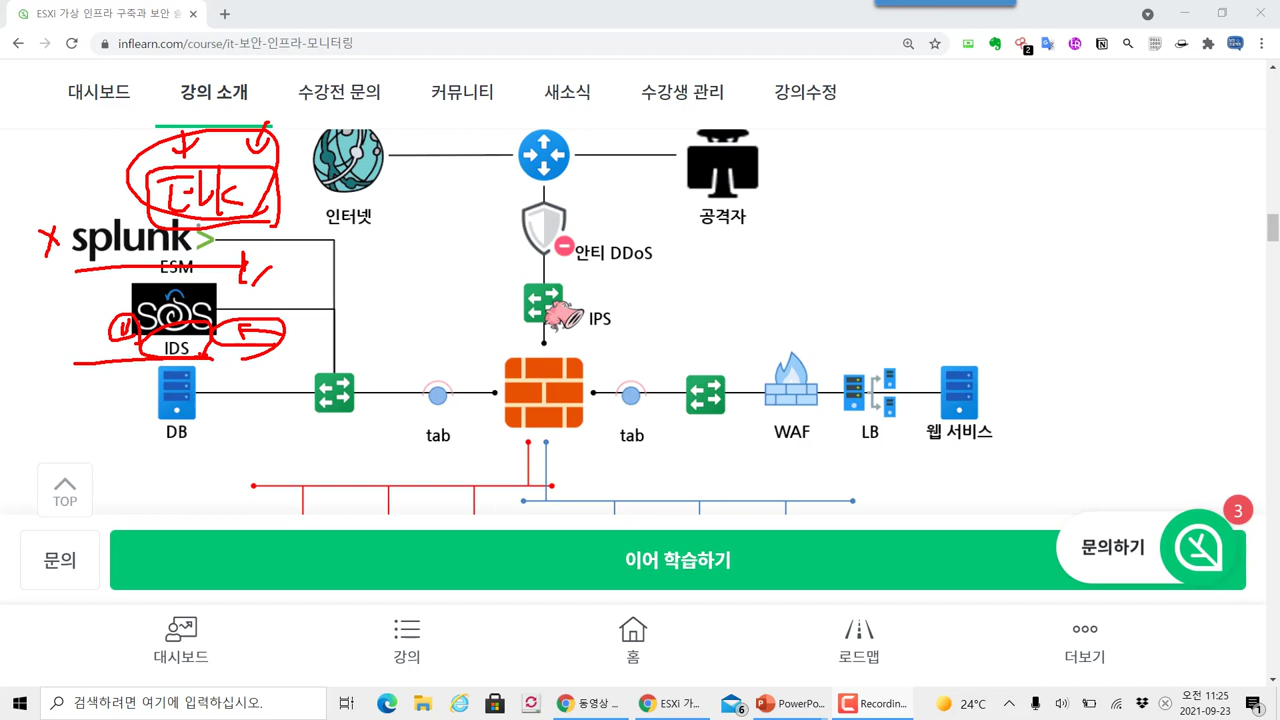 ESXI 가상 인프라 구축과 보안 솔
inflearn.com/course/it-보안-인프라-모니터링
2
대시보드 강의 소개 수강전 문의 커뮤니티 새소식 수강생 관리 강의수정
ELK
인터넷
공격자
splunk>
ESM
안티 DDoS
SOS
IPS
IDS
DB
tab
tab
WAF
LB
웹 서비스
TOP
3
문의
이어 학습하기
문의하기
대시보드
강의
홈
로드맵
더보기
검색하려면 여기에 입력하십시오.
동영상 ...
ESXI 가...
6
PowerPo...
Recordin...
24°C
오전 11:25
2021-09-23
1